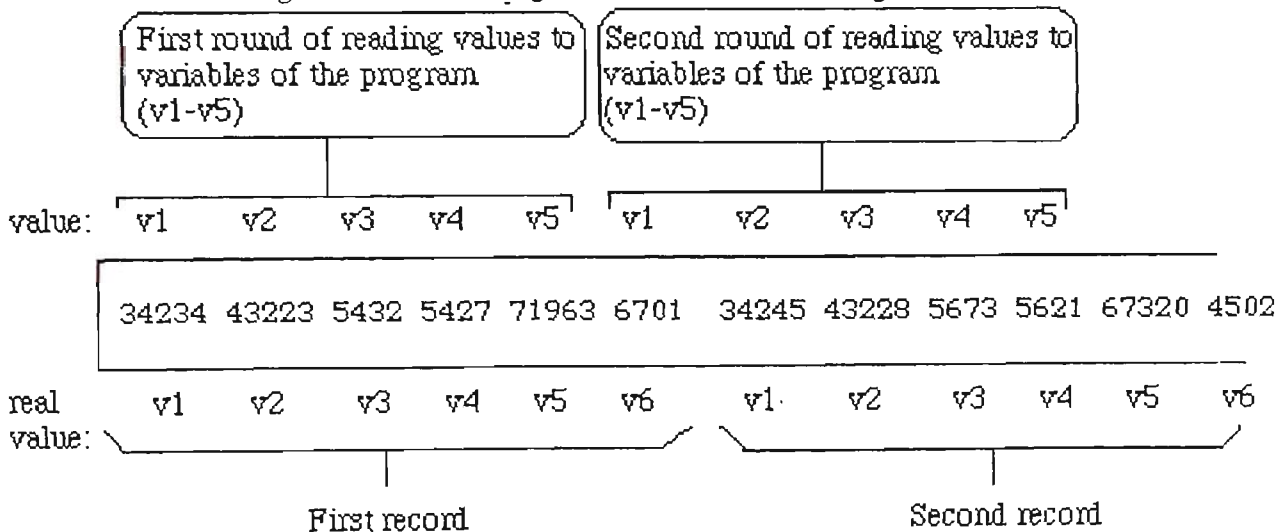 First round of reading values to
variables of the program
(v1-v5)
Second round of reading values to
variables of the program
(v1-v5)
value: v1 v2 v3 v4 v5 v1 v2 v3 v4 v5
34234 43223 5432 5427 71963 6701 34245 43228 5673 5621 67320 4502
real
value: v1 v2 v3 v4 v5 v6 v1 v2 v3 v4 v5 v6
First record
Second record